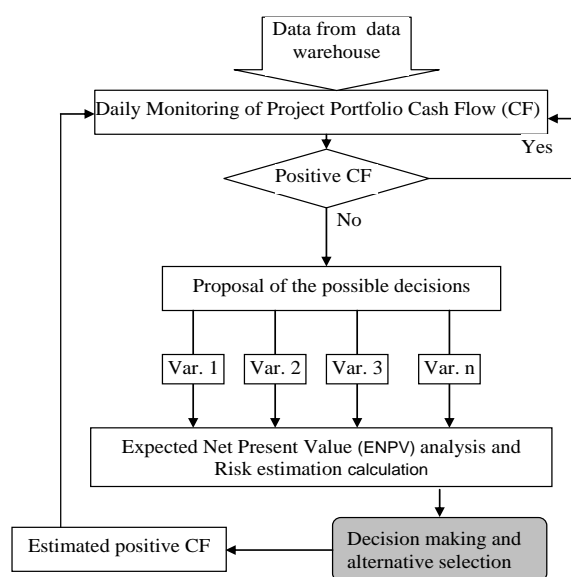 Data from data
warehouse
Daily Monitoring of Project Portfolio Cash Flow (CF)
Yes
Positive CF
No
Proposal of the possible decisions
Var. 1
Var. 2
Var. 3
Var. n
Expected Net Present Value (ENPV) analysis and
Risk estimation calculation
Decision making and
alternative selection
Estimated positive CF